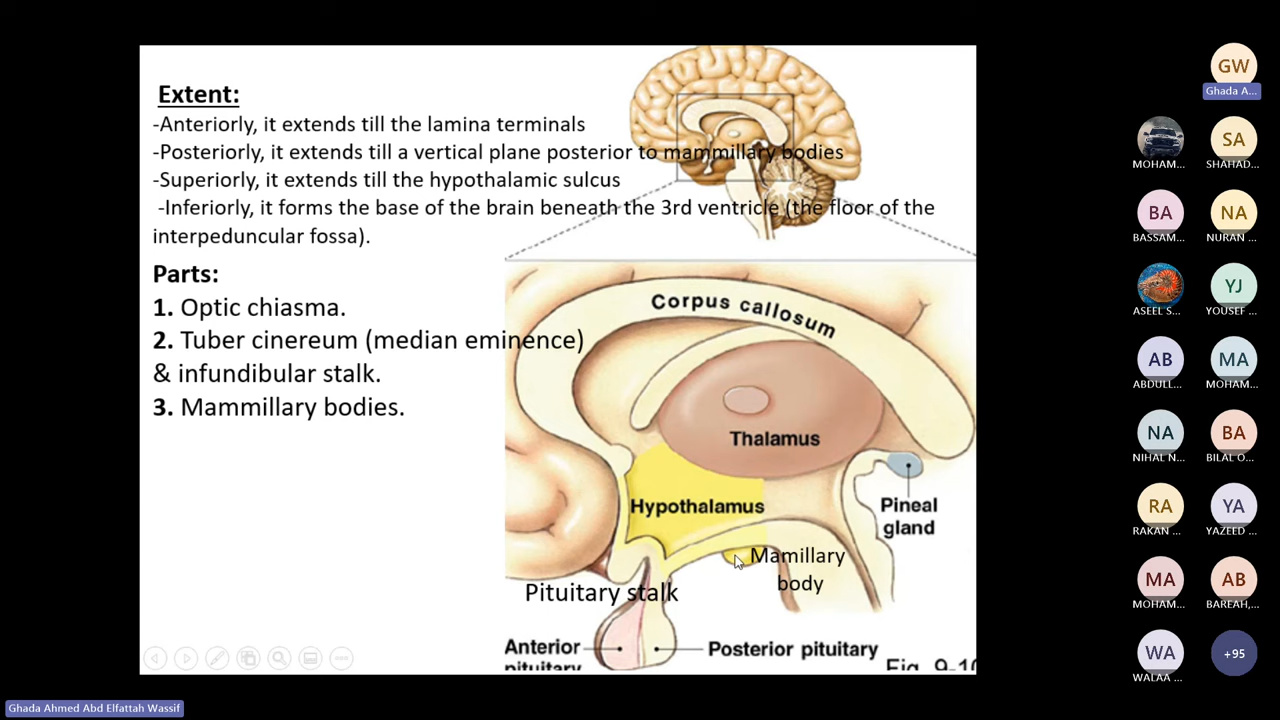 Extent:
-Anteriorly, it extends till the lamina terminals
-Posteriorly, it extends till a vertical plane posterior to mammillary bodies
-Superiorly, it extends till the hypothalamic sulcus
-Inferiorly, it forms the base of the brain beneath the 3rd ventricle (the floor of the
interpeduncular fossa).
Parts:
1. Optic chiasma.
2. Tuber cinereum (median eminence)
& infundibular stalk.
3. Mammillary bodies.
Corpus callosum
Thalamus
Hypothalamus
Pineal
gland
Mamillary
body
Pituitary stalk
Anterior
pituitary
Posterior pituitary
Fig. 9-10
GW
Ghada A...
MOHAM...
SA
SHAHAD...
BA
BASSAM...
NA
NURAN ...
ASEEL S...
YJ
YOUSEF ...
AB
ABDULL...
MA
MOHAM...
NA
NIHAL N...
BA
BILAL O...
RA
RAKAN ...
YA
YAZEED ...
MA
MOHAM...
AB
BAREAH,...
WA
WALAA ...
+95
Ghada Ahmed Abd Elfattah Wassif